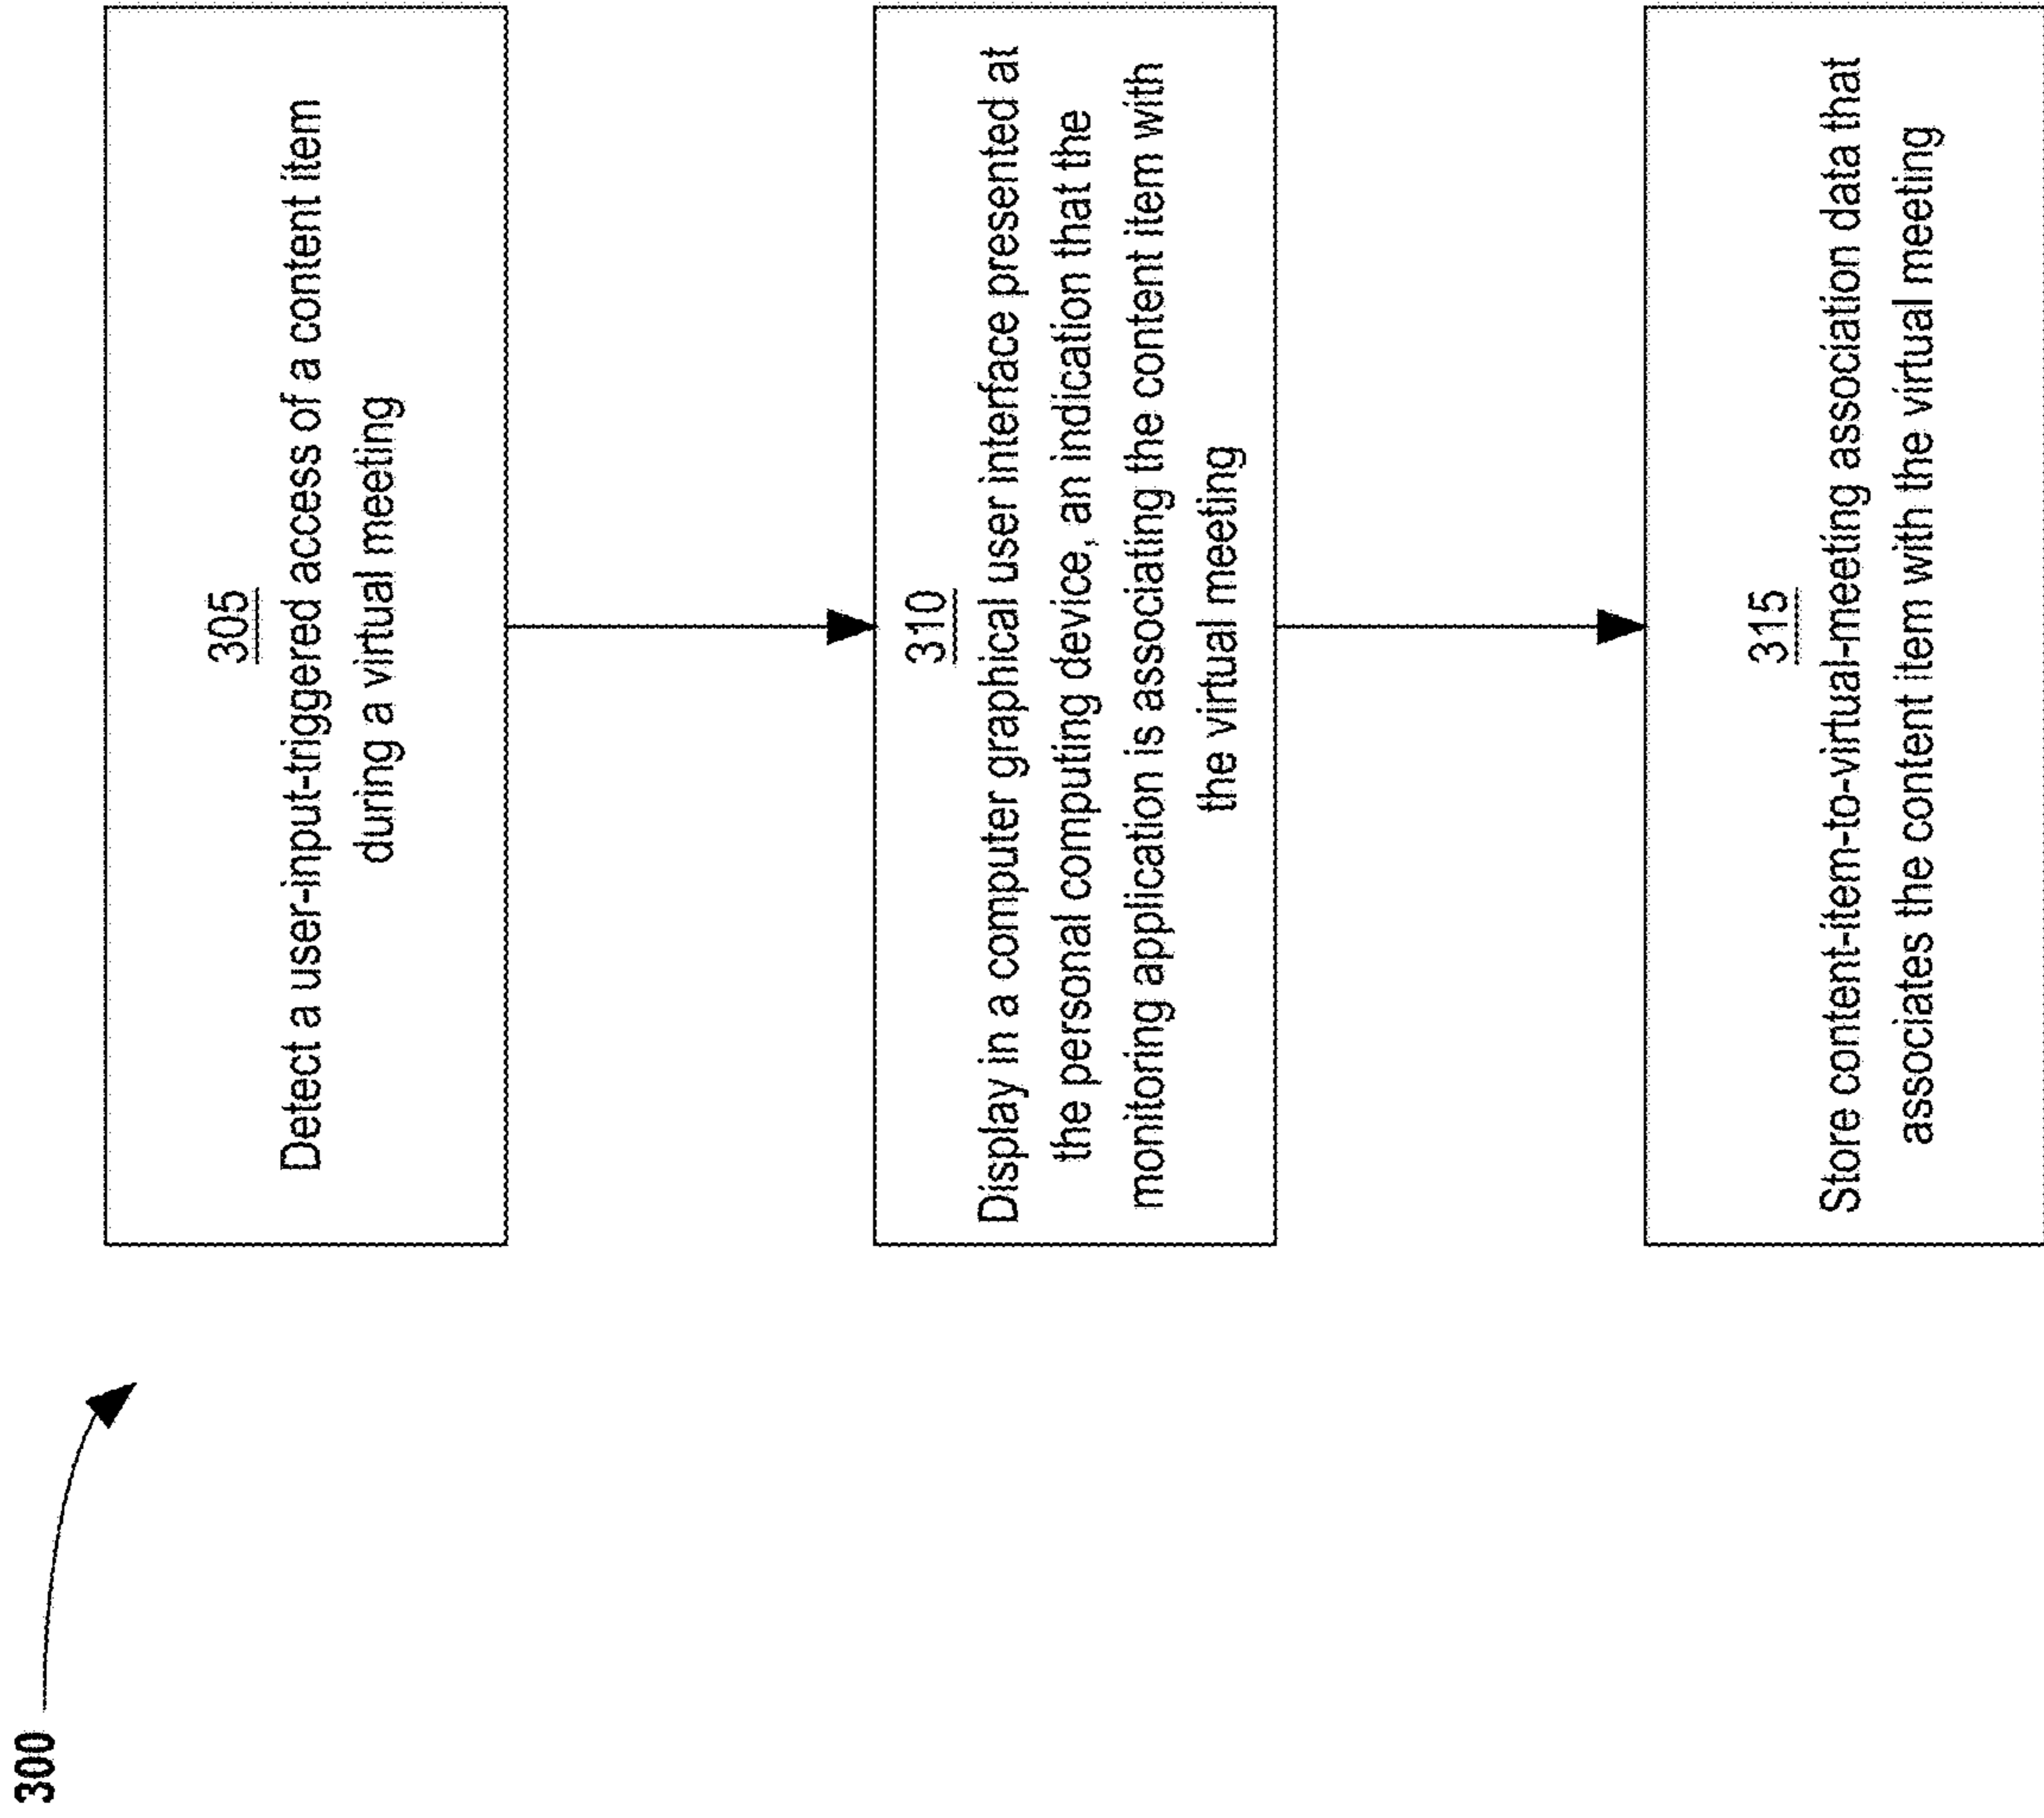 300
305
Detect a user-input-triggered access of a content item
during a virtual meeting
310
Display in a computer graphical user interface presented at
the personal computing device, an indication that the
monitoring application is associating the content item with
the virtual meeting
315
Store content-item-to-virtual-meeting association data that
associates the content item with the virtual meeting